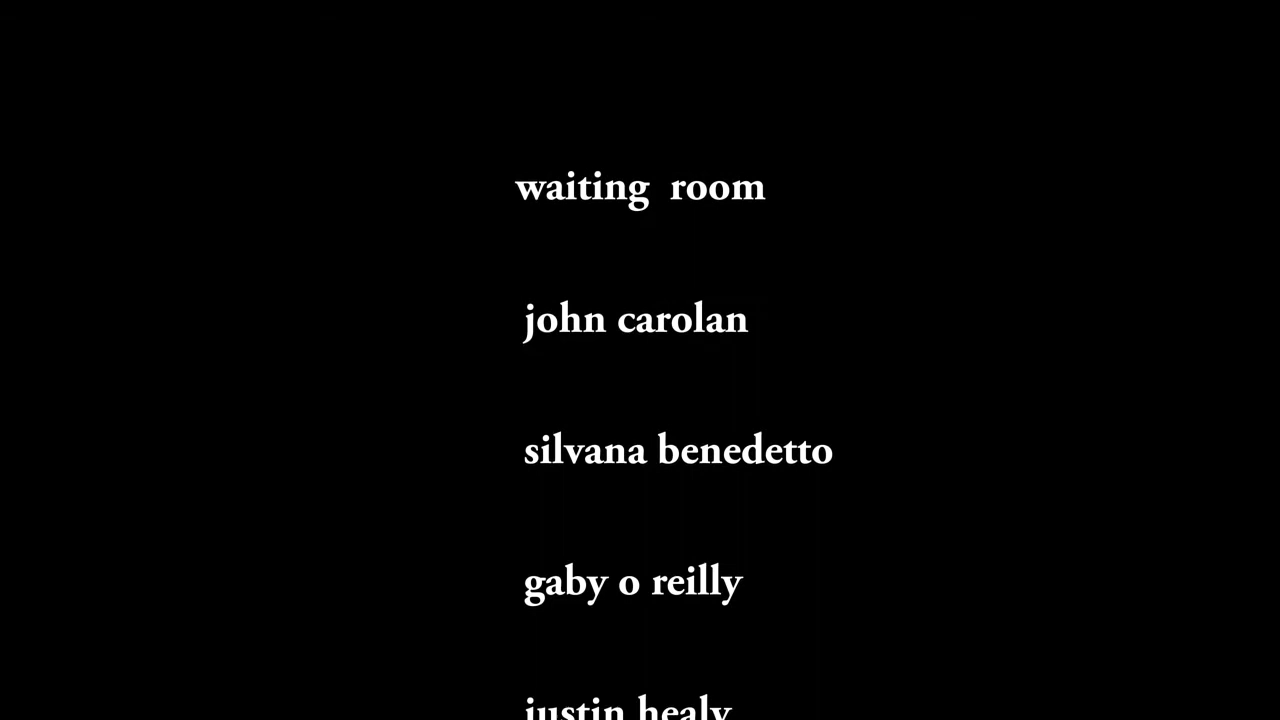 waiting  room
john carolan
silvana benedetto
gaby o reilly
justin healy